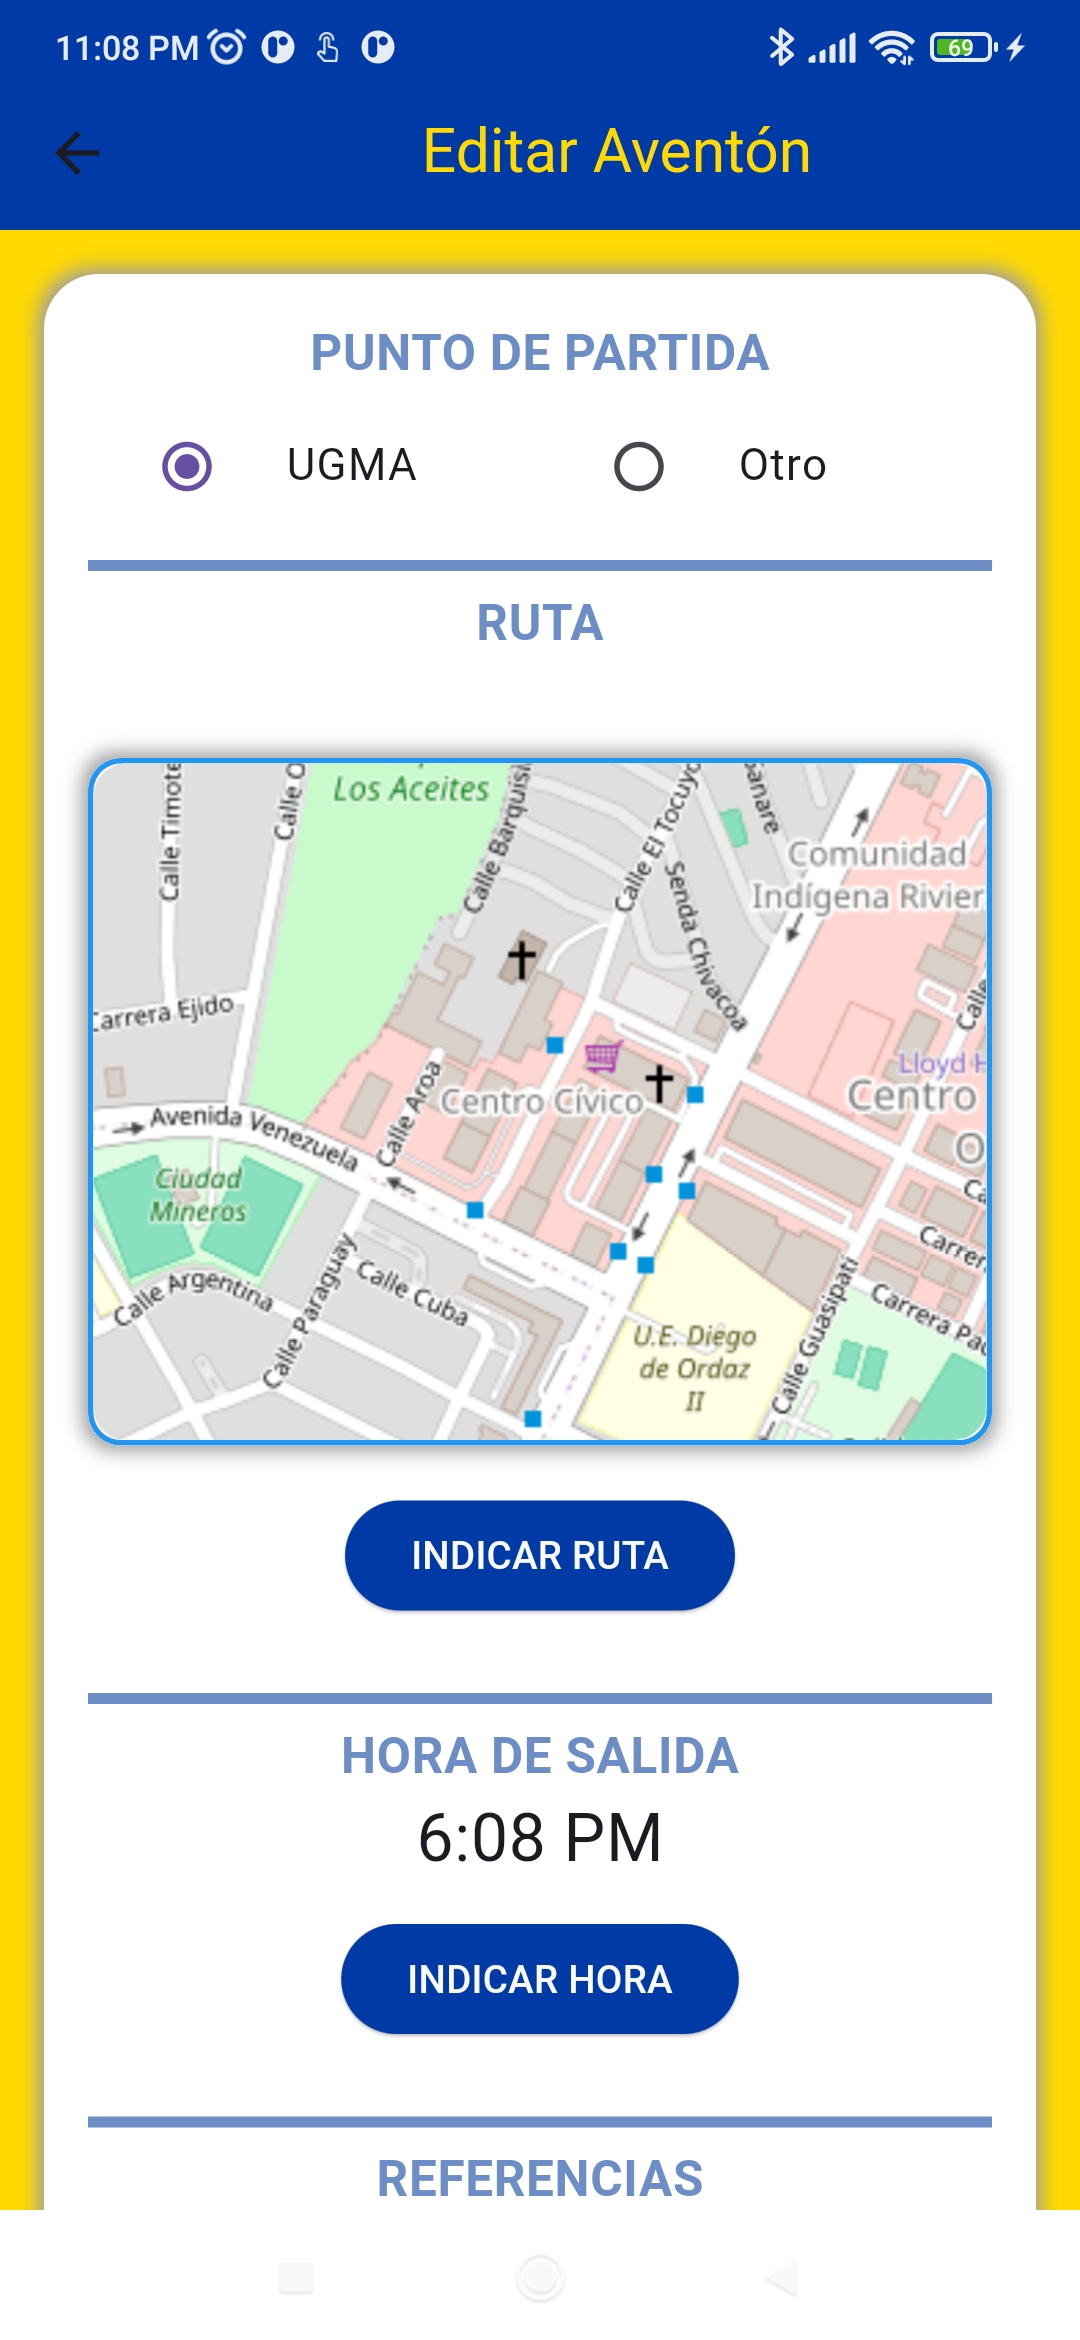 11:08 PM
69
Editar Aventón
PUNTO DE PARTIDA
UGMA Otro
RUTA
Los Aceites
Calle Timote
Calle O
Calle Barquisi
Calle El Tocuyo
Senda Chivacoa
Comunidad
Indígena Rivier
Carrera Ejido
Calle
Lloyd H
Centro Cívico
Centro
O
Calle Aroa
Avenida Venezuela
Ciudad
Mineros
Ca
Carrer
Calle Argentina
Calle Paraguay
Calle Cuba
Calle Guasipati
Carrera Pa
U.E. Diego
de Ordaz
II
INDICAR RUTA
HORA DE SALIDA
6:08 PM
INDICAR HORA
REFERENCIAS